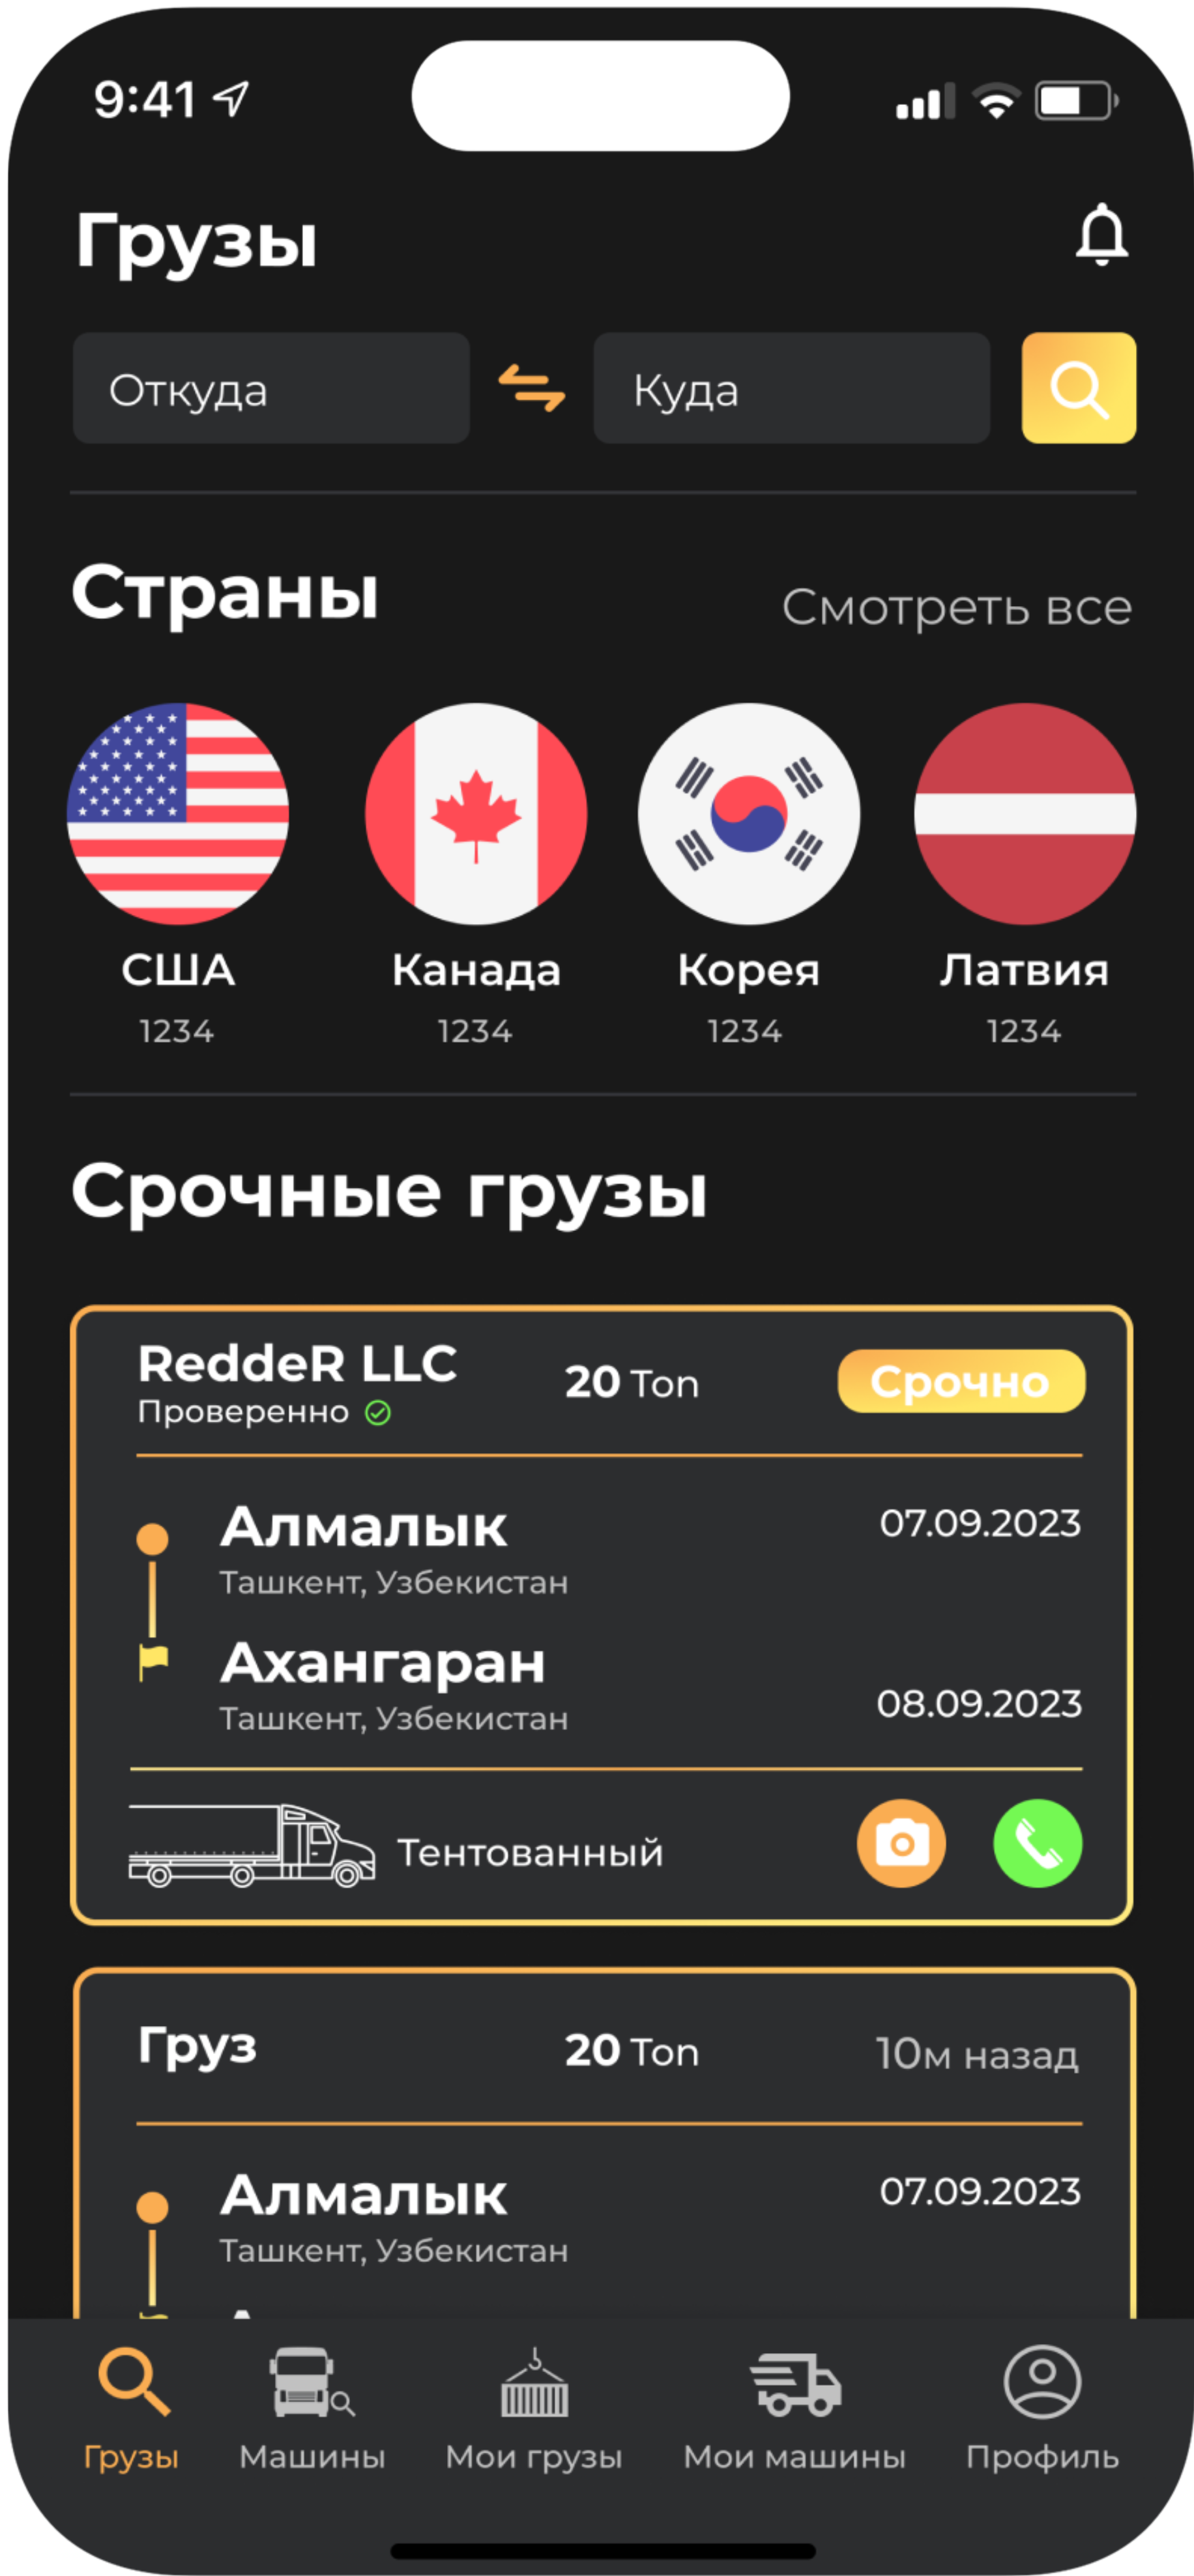 9:41
Грузы
Откуда
Куда
Страны
Смотреть все
США
Канада
Корея
Латвия
1234
1234
1234
1234
Срочные грузы
ReddeR LLC
20 Ton
Срочно
Проверенно
Алмалык
07.09.2023
Ташкент, Узбекистан
Ахангаран
08.09.2023
Ташкент, Узбекистан
Тентованный
Груз
20 Ton
10м назад
Алмалык
07.09.2023
Ташкент, Узбекистан
Грузы
Машины
Мои грузы
Мои машины
Профиль